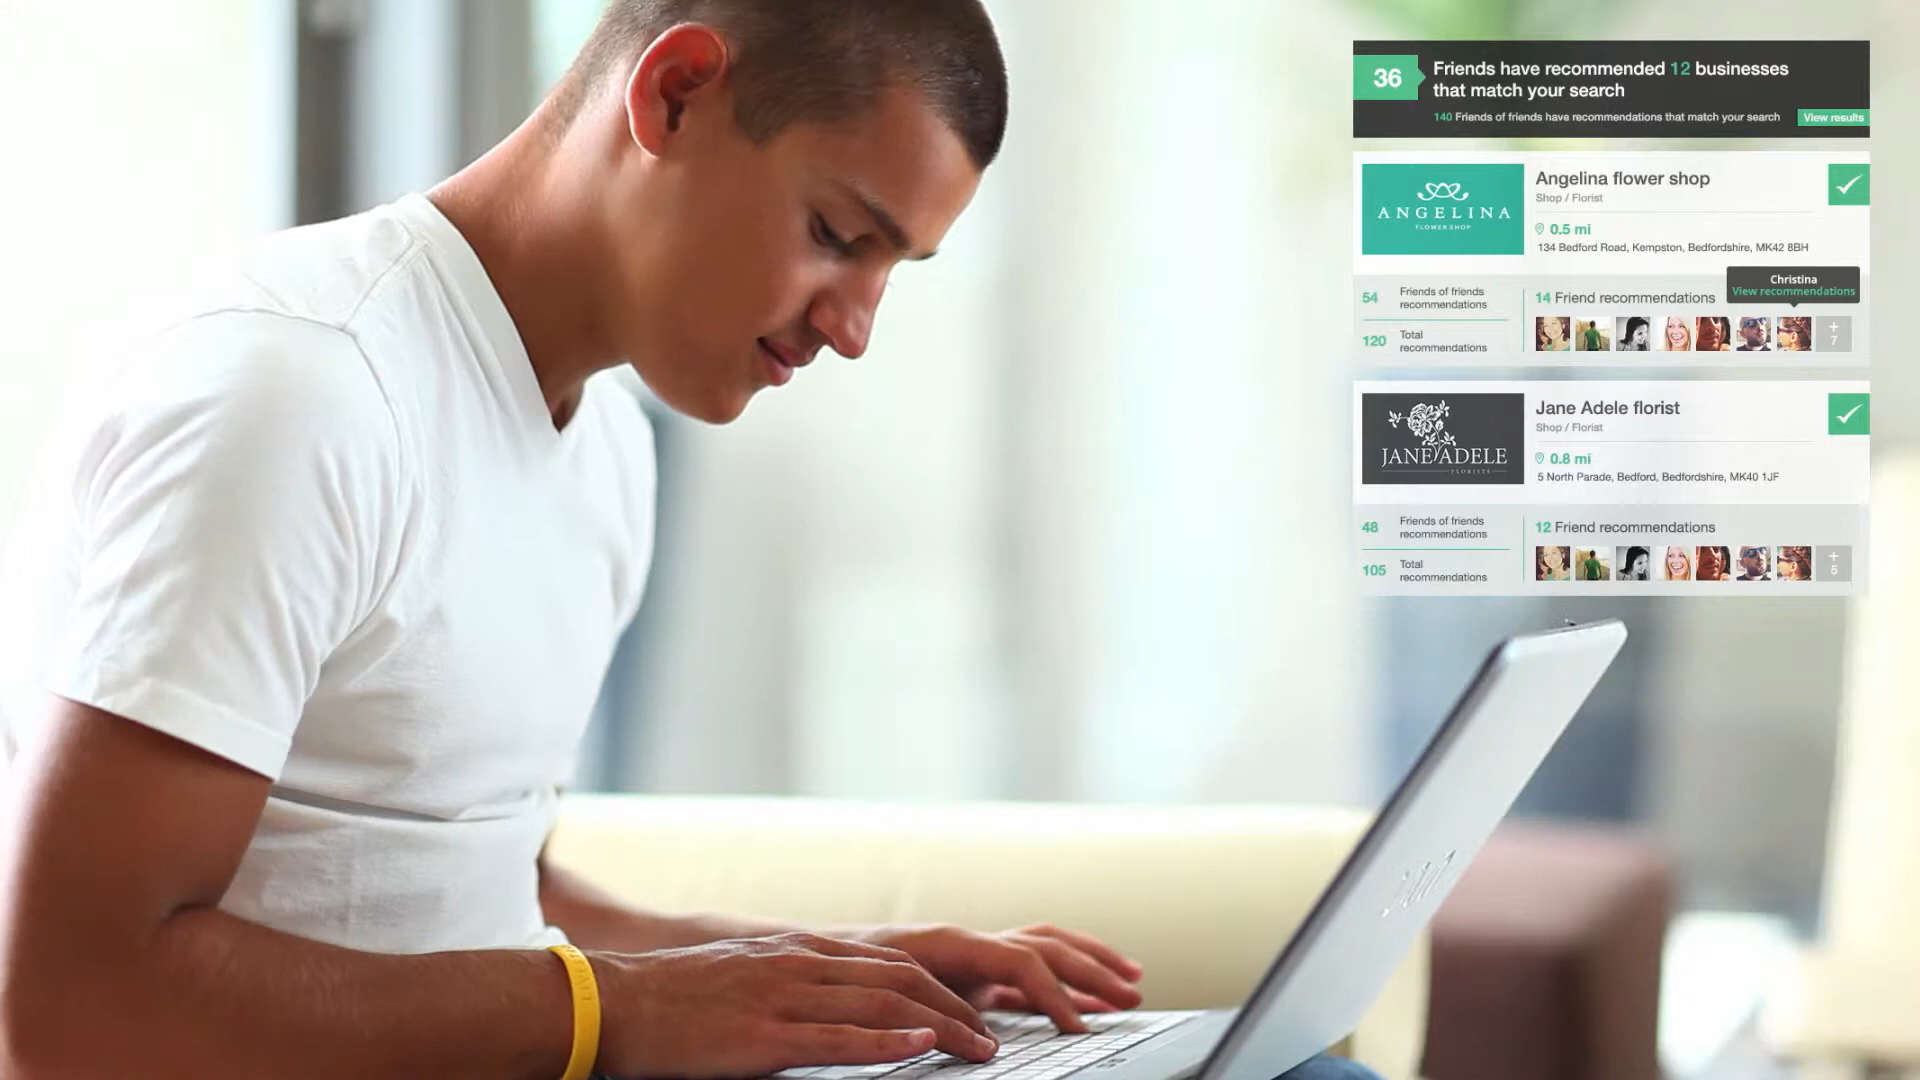 36
Friends have recommended 12 businesses
that match your search
140 Friends of friends have recommendations that match your search
View results
ANGELINA
FLOWER SHOP
Angelina flower shop
Shop / Florist
0.5 mi
134 Bedford Road, Kempston, Bedfordshire, MK42 8BH
Christina
View recommendations
54 Friends of friends
recommendations
120 Total
recommendations
14 Friend recommendations
+
7
JANE ADELE
FLORISTS
Jane Adele florist
Shop / Florist
0.8 mi
5 North Parade, Bedford, Bedfordshire, MK40 1JF
48 Friends of friends
recommendations
105 Total
recommendations
12 Friend recommendations
+
5